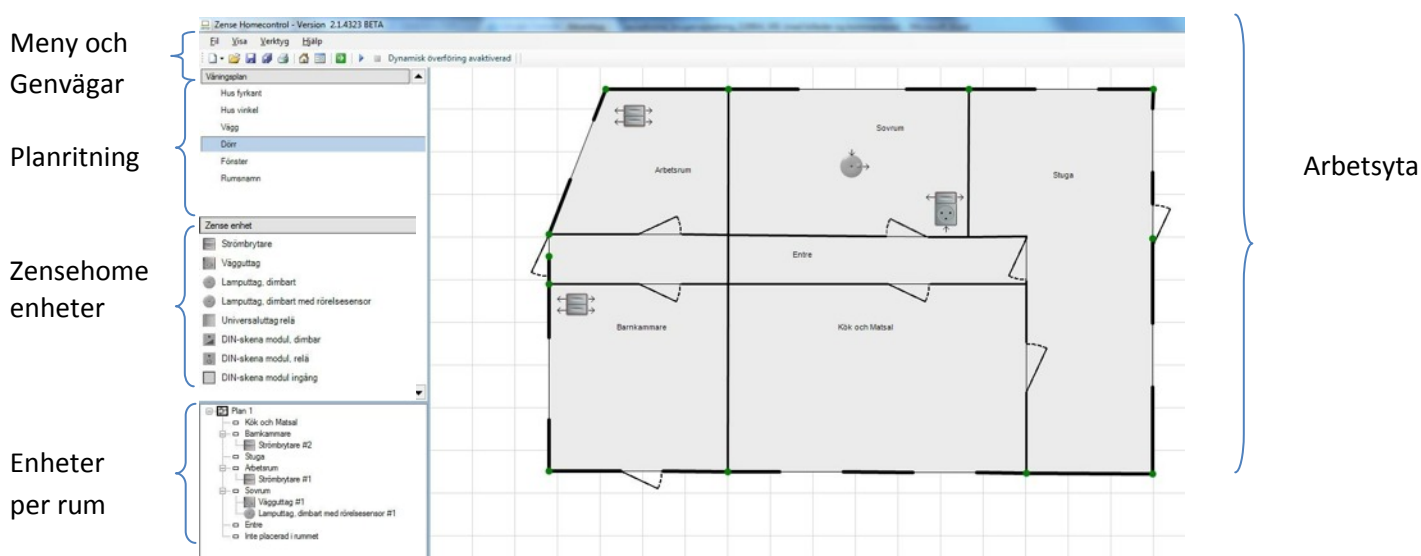 Meny och
Genvägar
Planritning
Zensehome
enheter
Enheter
per rum
Zense Homecontrol - Version 2.1.4323 BETA
Fil Visa Verktyg Hjälp
Dynamisk överföring avaktiverad
Våningsplan
Hus fyrkant
Hus vinkel
Vägg
Dörr
Fönster
Rumsnamn
Zense enhet
Strömbrytare
Vägguttag
Lamputtag, dimbart
Lamputtag, dimbart med rörelsesensor
Universaluttag relä
DIN-skena modul, dimbar
DIN-skena modul, relä
DIN-skena modul ingång
Plan 1
Kök och Matsal
Barnkammare
Strömbrytare #2
Stuga
Arbetsrum
Strömbrytare #1
Sovrum
Vägguttag #1
Lamputtag, dimbart med rörelsesensor #1
Entre
Inte placerad i rummet
Arbetsrum
Sovrum
Stuga
Entre
Barnkammare
Kök och Matsal
Arbetsyta